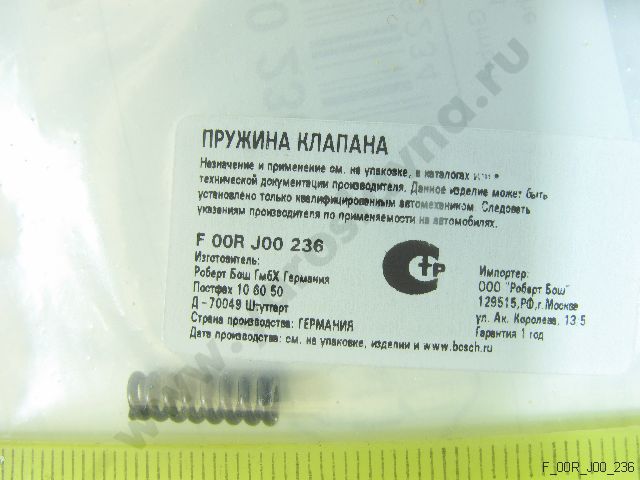 ПРУЖИНА КЛАПАНА
Назначение и применение см. на упаковке, в каталогах
технической документации производителя. Данное изделие может быть
установлено только квалифицированным автомехаником. Следовать
указаниям производителя по применяемости на автомобилях.
F 00R J00 236
Изготовитель:
Роберт Бош ГмбХ Германия
Постфах 10 60 50
Д - 70049 Штутгарт
Страна производства: ГЕРМАНИЯ
Дата производства: см. на упаковке, изделии и www.bosch.ru
СТР
Импортер:
ООО "Роберт Бош"
129515,РФ,г. Москва
ул. Ак. Королева, 13-5
Гарантия 1 год
F_00R_J00_236